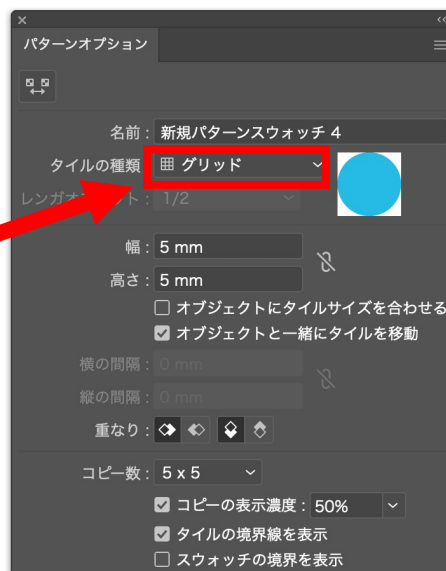 パターンオプション
名前: 新規パターンスウォッチ 4
タイルの種類 グリッド
レンガオ ット: 1/2
幅: 5 mm
高さ: 5 mm
オブジェクトにタイルサイズを合わせる
オブジェクトと一緒にタイルを移動
横の間隔: 0 mm
縦の間隔: 0 mm
重なり:
コピー数: 5 x 5
コピーの表示濃度: 50%
タイルの境界線を表示
スウォッチの境界を表示